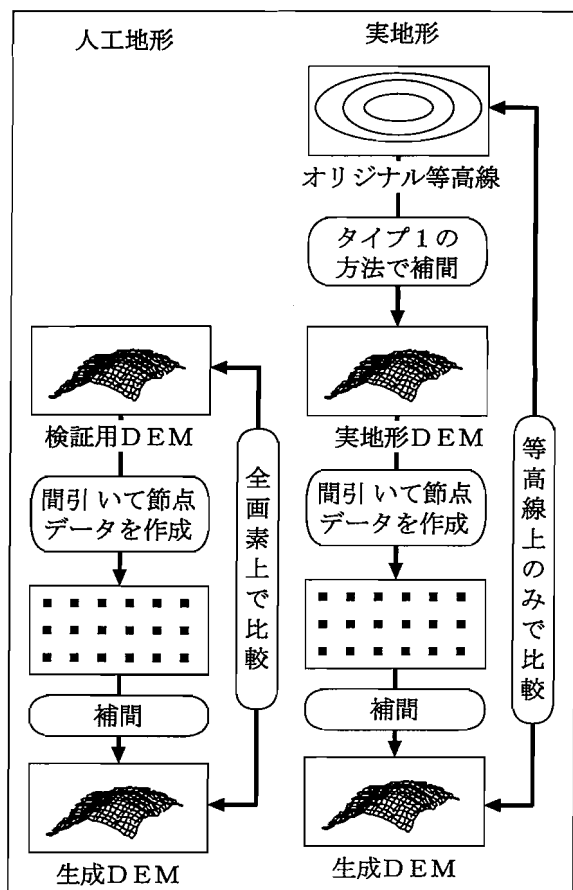 人工地形
実地形
オリジナル等高線
タイプ１の
方法で補間
検証用ＤＥＭ
実地形ＤＥＭ
間引いて節点
データを作成
間引いて節点
データを作成
全画素上で比較
等高線上のみで比較
補間
補間
生成ＤＥＭ
生成ＤＥＭ